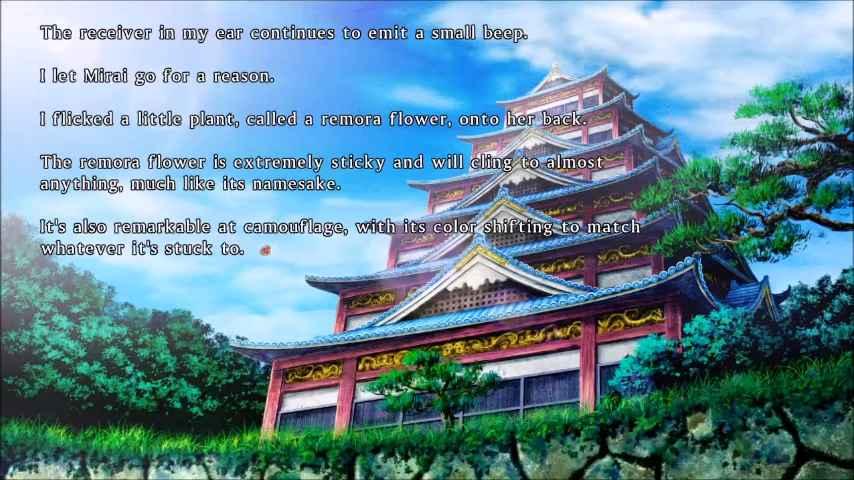 The receiver in my ear continues to emit a small beep.
I let Mirai go for a reason.
I flicked a little plant, called a remora flower, onto her back.
The remora flower is extremely sticky and will cling to almost
anything, much like its namesake.
It's also remarkable at camouflage, with its color shifting to match
whatever it's stuck to.